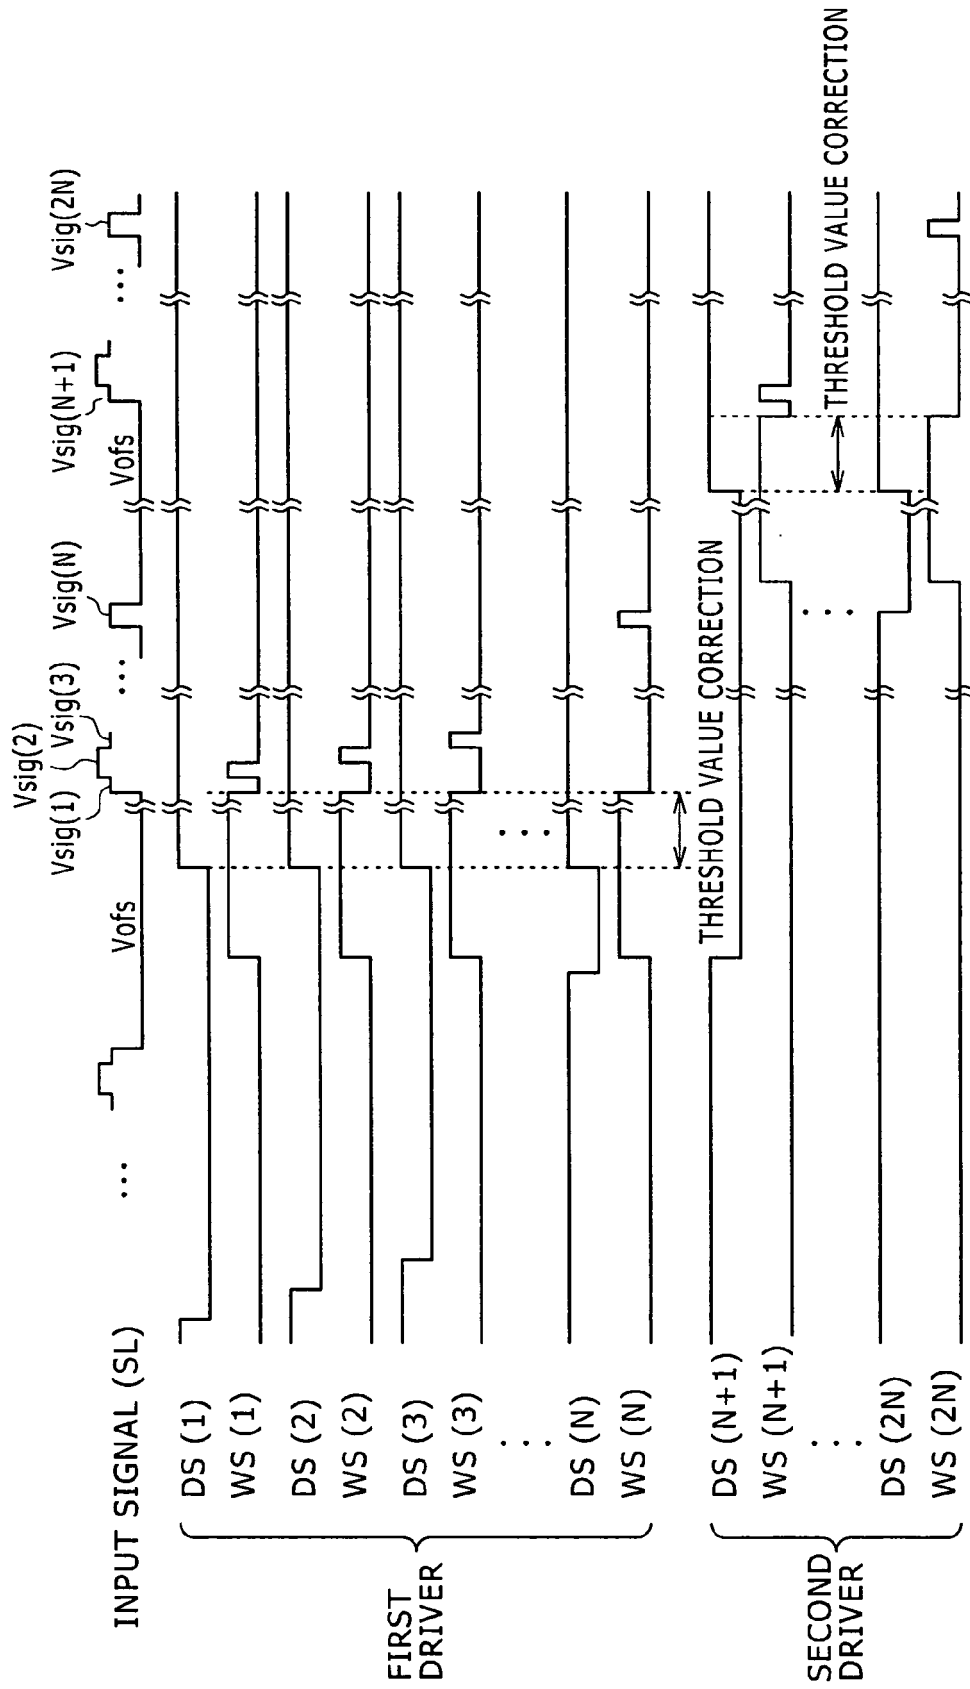 INPUT SIGNAL (SL)
...
Vofs
Vsig(1)
Vsig(2)
Vsig(3)
...
Vsig(N)
Vofs
Vsig(N+1)
...
Vsig(2N)
FIRST
DRIVER
DS (1)
WS (1)
DS (2)
WS (2)
DS (3)
WS (3)
...
...
DS (N)
WS (N)
THRESHOLD VALUE CORRECTION
SECOND
DRIVER
DS (N+1)
WS (N+1)
...
...
DS (2N)
WS (2N)
THRESHOLD VALUE CORRECTION